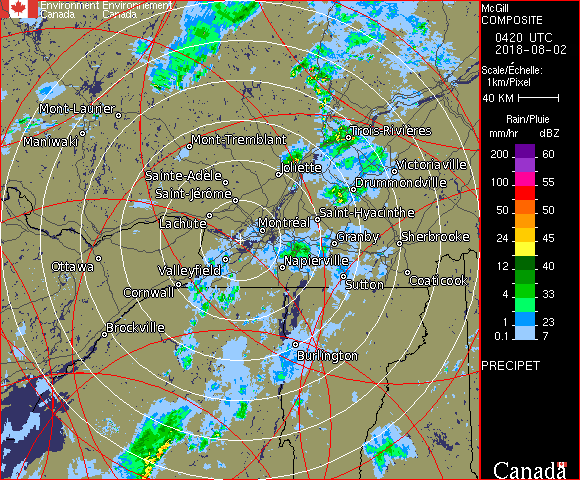 Environment Environnement
Canada Canada
McGill
COMPOSITE
0420 UTC
2018-08-02
Scale/Échelle:
1km/Pixel
40 KM
Rain/Pluie
mm/hr dBZ
200 60
100 55
50 50
24 45
12 40
4 33
1 23
0.1 7
PRECIPET
Canada
Mont-Laurier
Maniwaki
Mont-Tremblant
Trois-Rivières
Joliette
Victoriaville
Sainte-Adèle
Drummondville
Saint-Jérôme
Lachute
Saint-Hyacinthe
Montréal
Granby
Sherbrooke
Ottawa
Valleyfield
Napierville
Cornwall
Sutton
Coaticook
Brockville
Burlington